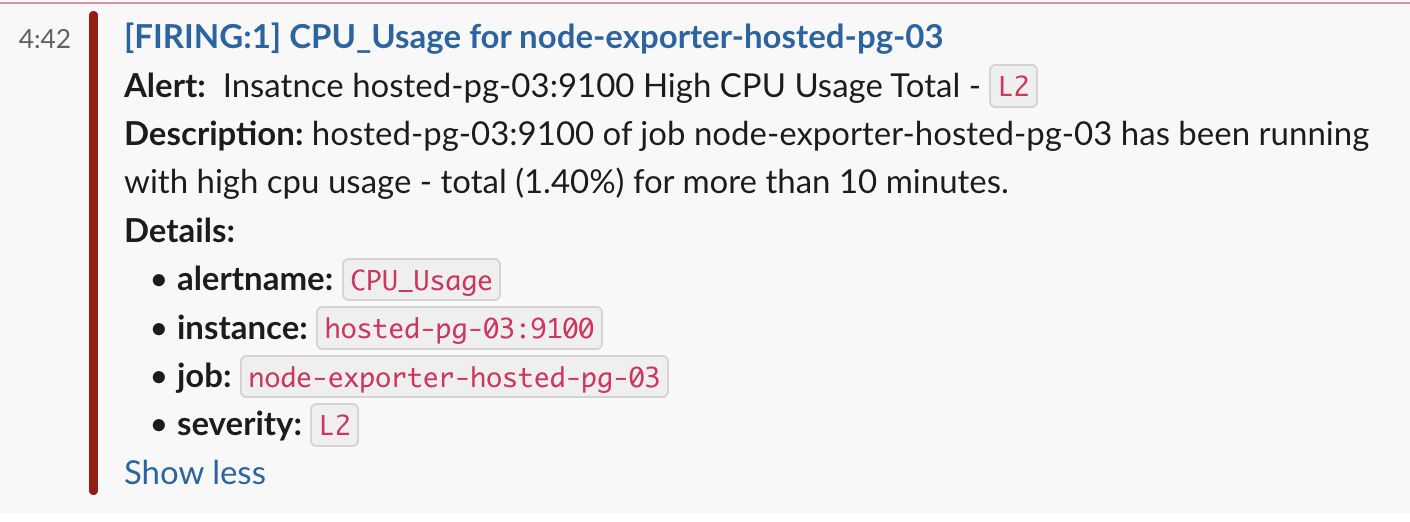 4:42
[FIRING:1] CPU_Usage for node-exporter-hosted-pg-03
Alert: Insatnce hosted-pg-03:9100 High CPU Usage Total - L2
Description: hosted-pg-03:9100 of job node-exporter-hosted-pg-03 has been running
with high cpu usage - total (1.40%) for more than 10 minutes.
Details:
• alertname: CPU_Usage
• instance: hosted-pg-03:9100
• job: node-exporter-hosted-pg-03
• severity: L2
Show less